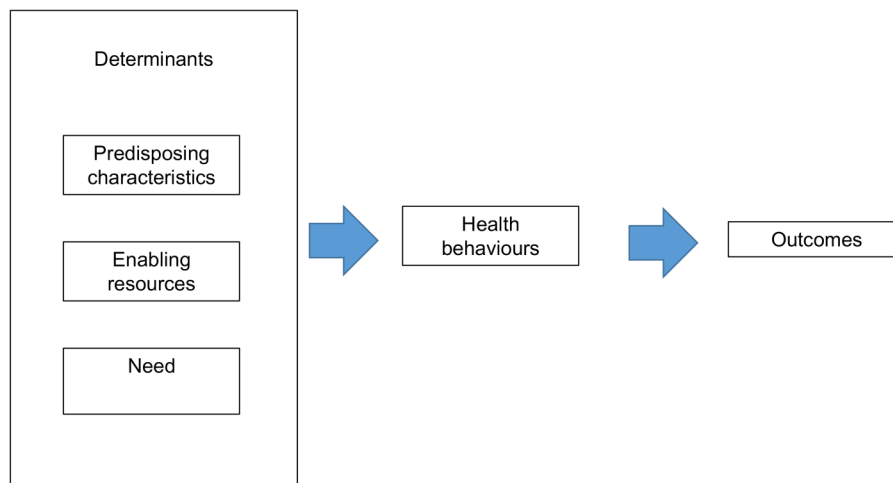 Determinants
Predisposing
characteristics
Enabling
resources
Need
Health
behaviours
Outcomes